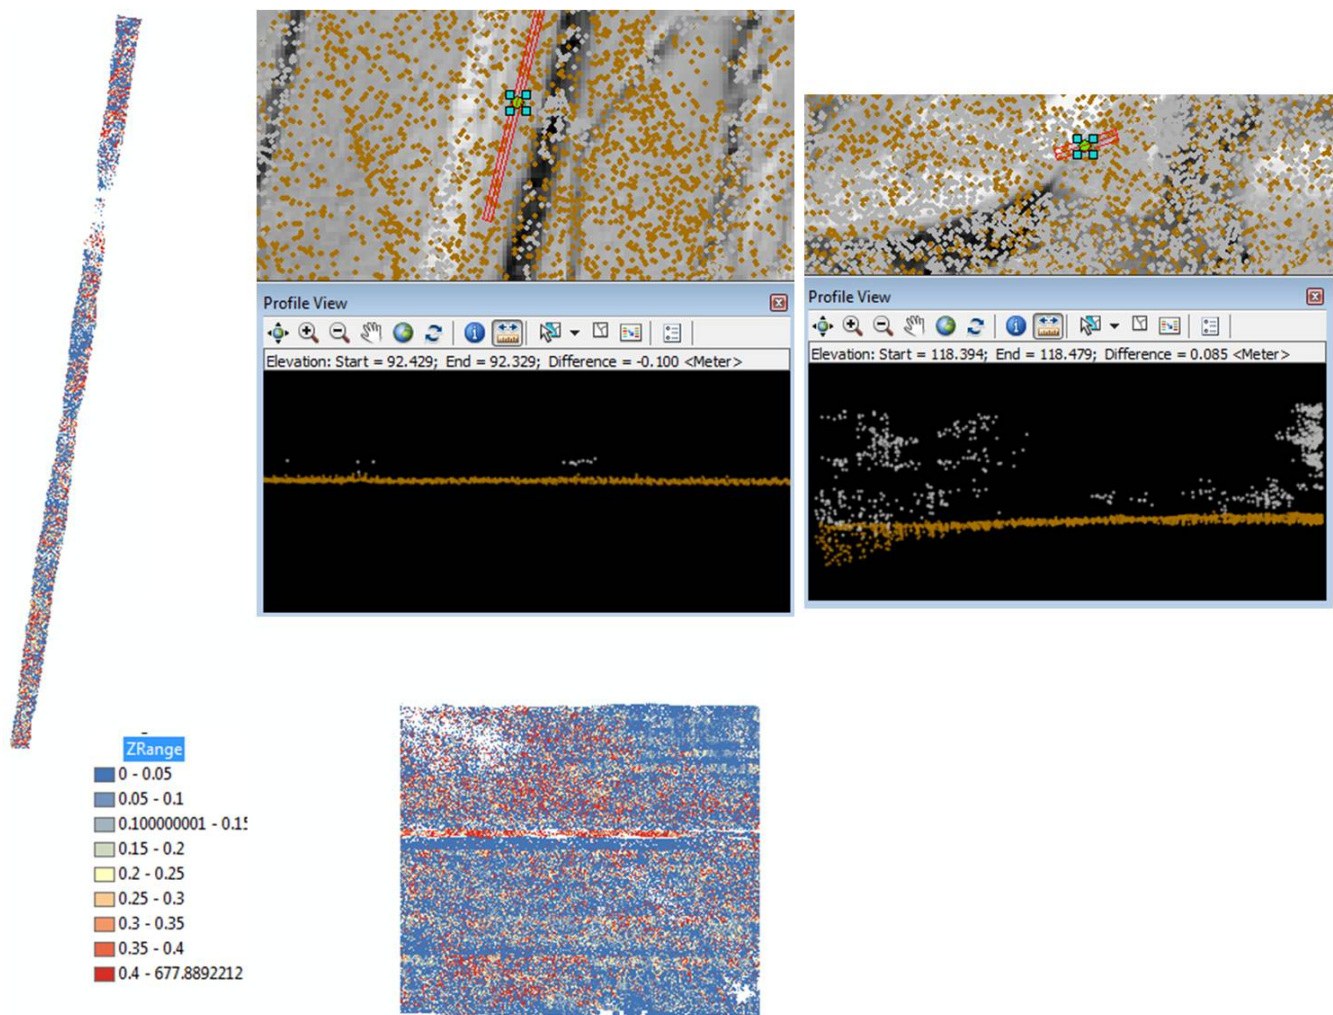 Profile View
Elevation: Start = 92.429; End = 92.329; Difference = -0.100 <Meter>
Profile View
Elevation: Start = 118.394; End = 118.479; Difference = 0.085 <Meter>
ZRange
0 - 0.05
0.05 - 0.1
0.100000001 - 0.15
0.15 - 0.2
0.2 - 0.25
0.25 - 0.3
0.3 - 0.35
0.35 - 0.4
0.4 - 677.8892212